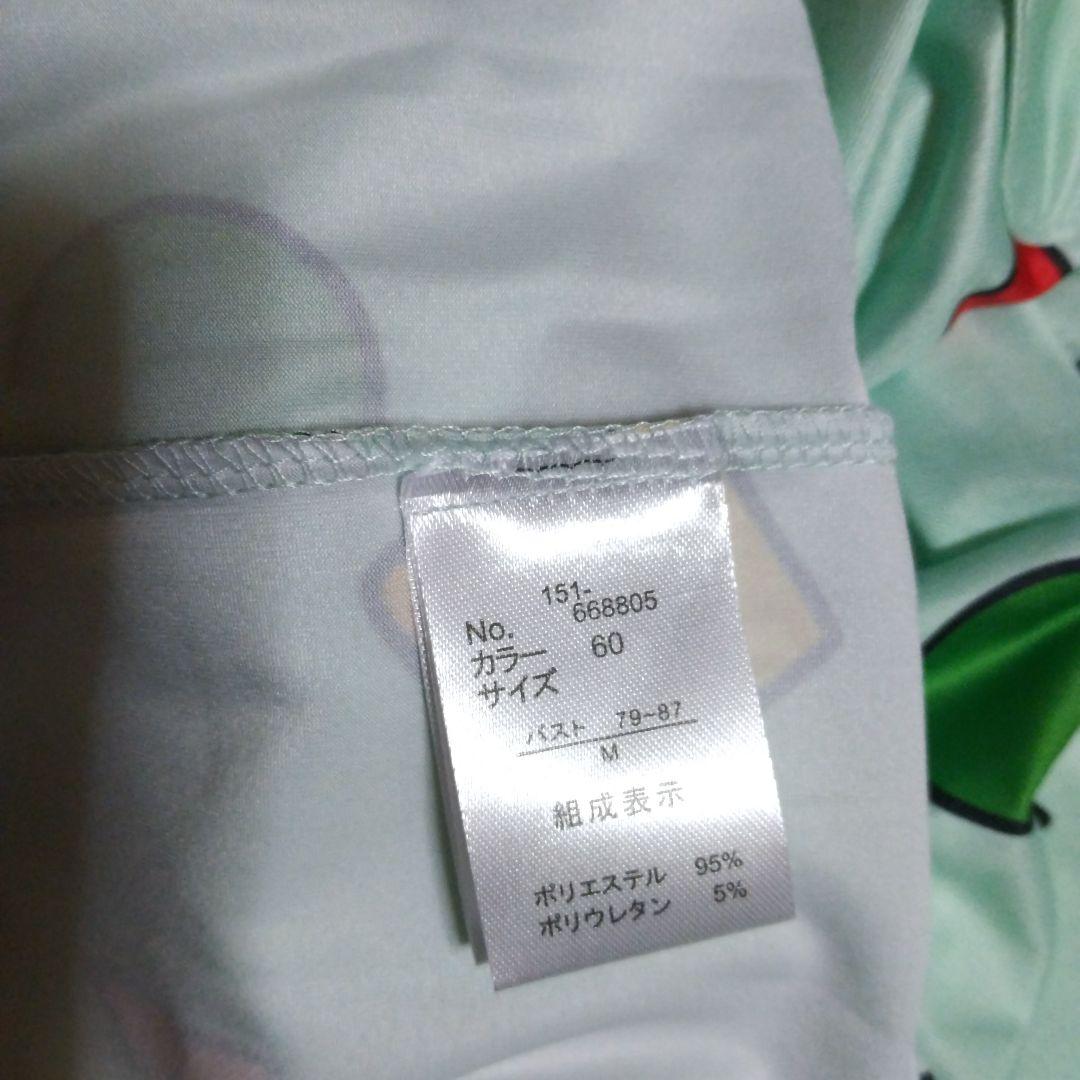 151-
No. 668805
カラー 60
サイズ
バスト 79~87
M
組成表示
ポリエステル 95%
ポリウレタン 5%